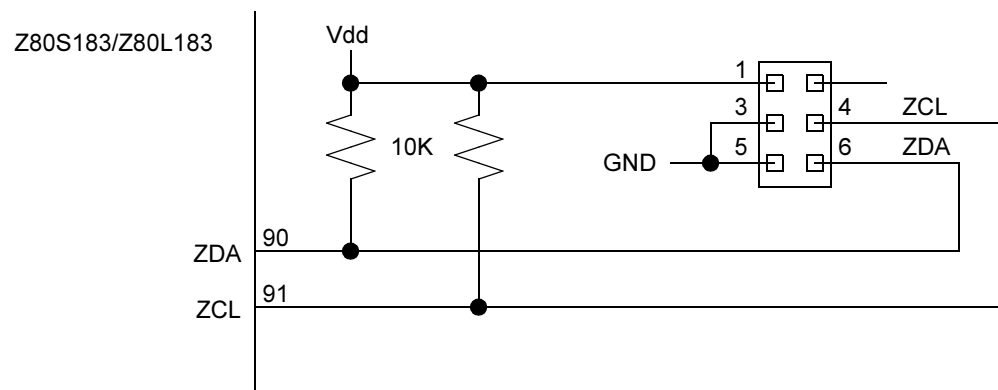 Z80S183/Z80L183
Vdd
1
3
4
ZCL
10K
GND
5
6
ZDA
ZDA
90
ZCL
91